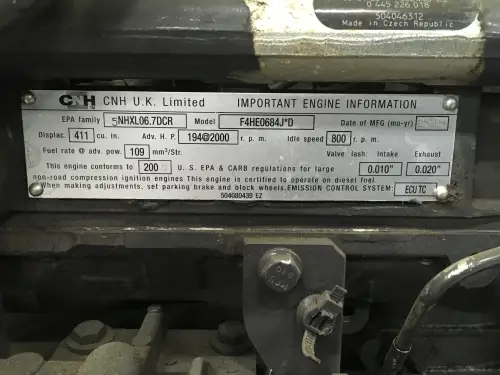 0 445 226 018
504046312
Made in Czech Republic
CNH CNH U.K. Limited IMPORTANT ENGINE INFORMATION
EPA family 5NHXL06.7DCR Model F4HE0684J*D Date of MFG (mo-yr)
Displac. 411 cu. in. Adv. H.P. 194@2000 r.p.m. Idle speed 800 r.p.m.
Fuel rate @ adv. pow. 109 mm³/Str. Valve lash: Intake Exhaust
This engine conforms to 2005 U.S. EPA & CARB regulations for large 0.010" 0.020"
non-road compression ignition engines This engine is certified to operate on diesel fuel.
When making adjustments, set parking brake and block wheels. EMISSION CONTROL SYSTEM: ECU TC
504080439 EZ